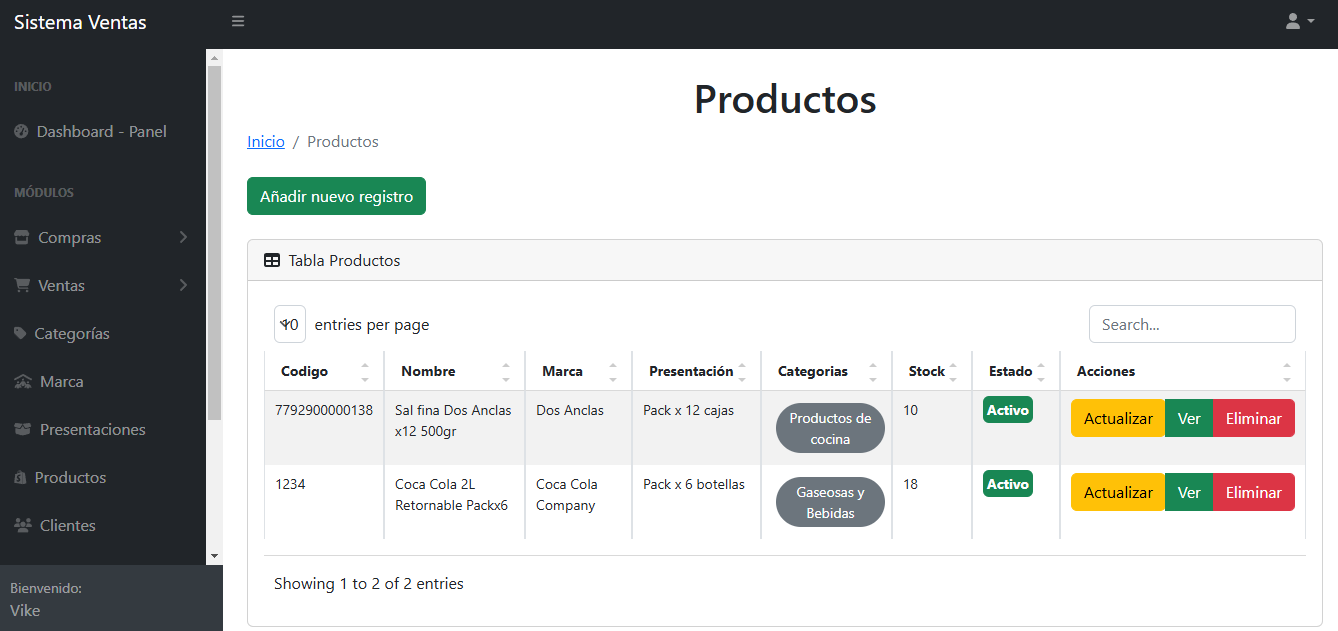 Sistema Ventas
INICIO
Dashboard - Panel
MÓDULOS
Compras
Ventas
Categorías
Marca
Presentaciones
Productos
Clientes
Bienvenido:
Vike
Productos
Inicio / Productos
Añadir nuevo registro
Tabla Productos
10 entries per page
Search...
Codigo Nombre Marca Presentación Categorias Stock Estado Acciones
7792900000138 Sal fina Dos Anclas Dos Anclas Pack x 12 cajas Productos de 10 Activo Actualizar Ver Eliminar
x12 500gr cocina
1234 Coca Cola 2L Coca Cola Pack x 6 botellas Gaseosas y 18 Activo Actualizar Ver Eliminar
Retornable Packx6 Company Bebidas
Showing 1 to 2 of 2 entries